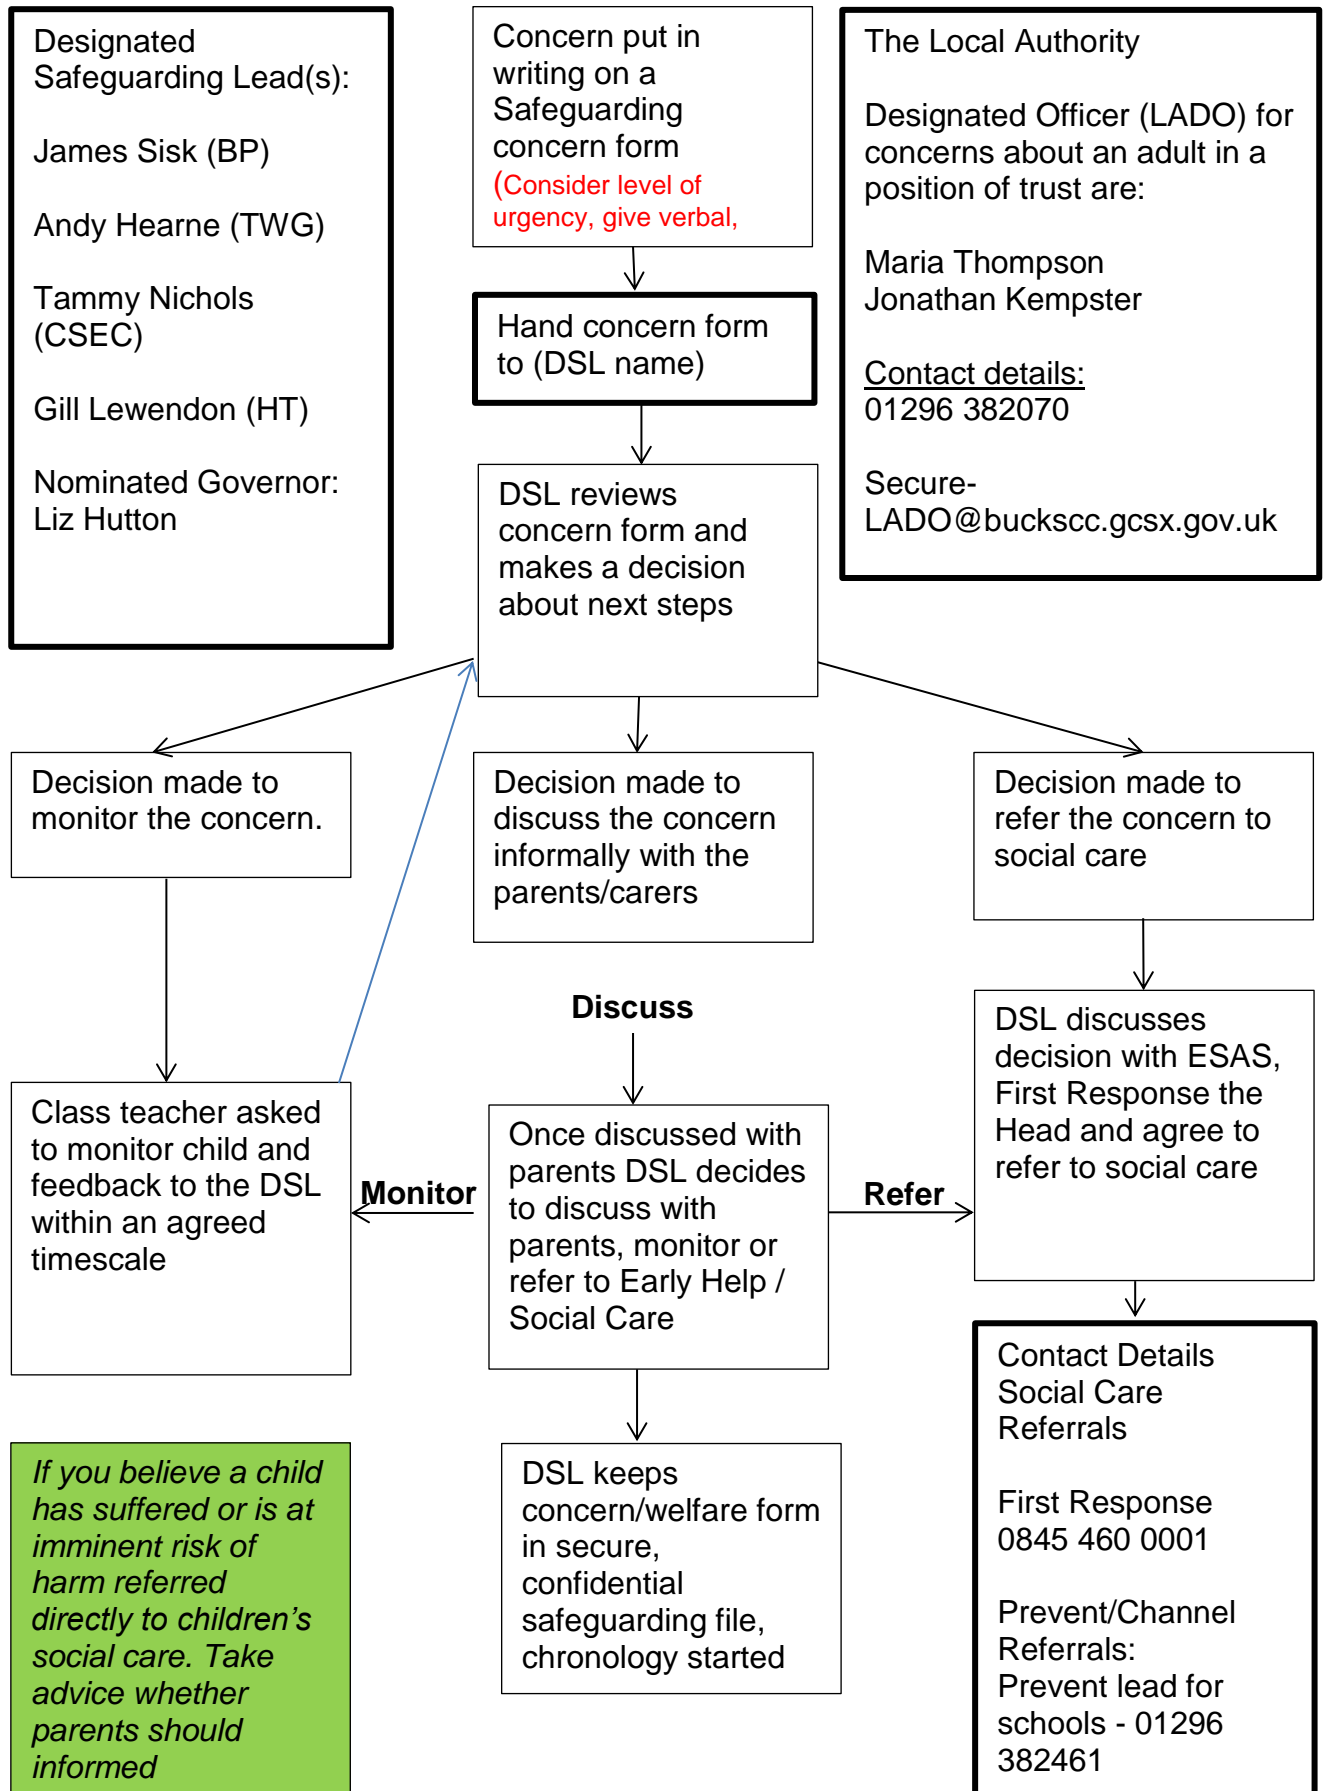 Designated
Safeguarding Lead(s):
James Sisk (BP)
Andy Hearne (TWG)
Tammy Nichols
(CSEC)
Gill Lewendon (HT)
Nominated Governor:
Liz Hutton
Concern put in
writing on a
Safeguarding
concern form
(Consider level of
urgency, give verbal,
The Local Authority
Designated Officer (LADO) for
concerns about an adult in a
position of trust are:
Maria Thompson
Jonathan Kempster
Contact details:
01296 382070
Secure-
LADO@buckscc.gcsx.gov.uk
Hand concern form
to (DSL name)
DSL reviews
concern form and
makes a decision
about next steps
Decision made to
monitor the concern.
Decision made to
discuss the concern
informally with the
parents/carers
Decision made to
refer the concern to
social care
Discuss
Class teacher asked
to monitor child and
feedback to the DSL
within an agreed
timescale
Monitor
Once discussed with
parents DSL decides
to discuss with
parents, monitor or
refer to Early Help /
Social Care
Refer
DSL discusses
decision with ESAS,
First Response the
Head and agree to
refer to social care
If you believe a child
has suffered or is at
imminent risk of
harm referred
directly to children’s
social care. Take
advice whether
parents should
informed
DSL keeps
concern/welfare form
in secure,
confidential
safeguarding file,
chronology started
Contact Details
Social Care
Referrals
First Response
0845 460 0001
Prevent/Channel
Referrals:
Prevent lead for
schools - 01296
382461